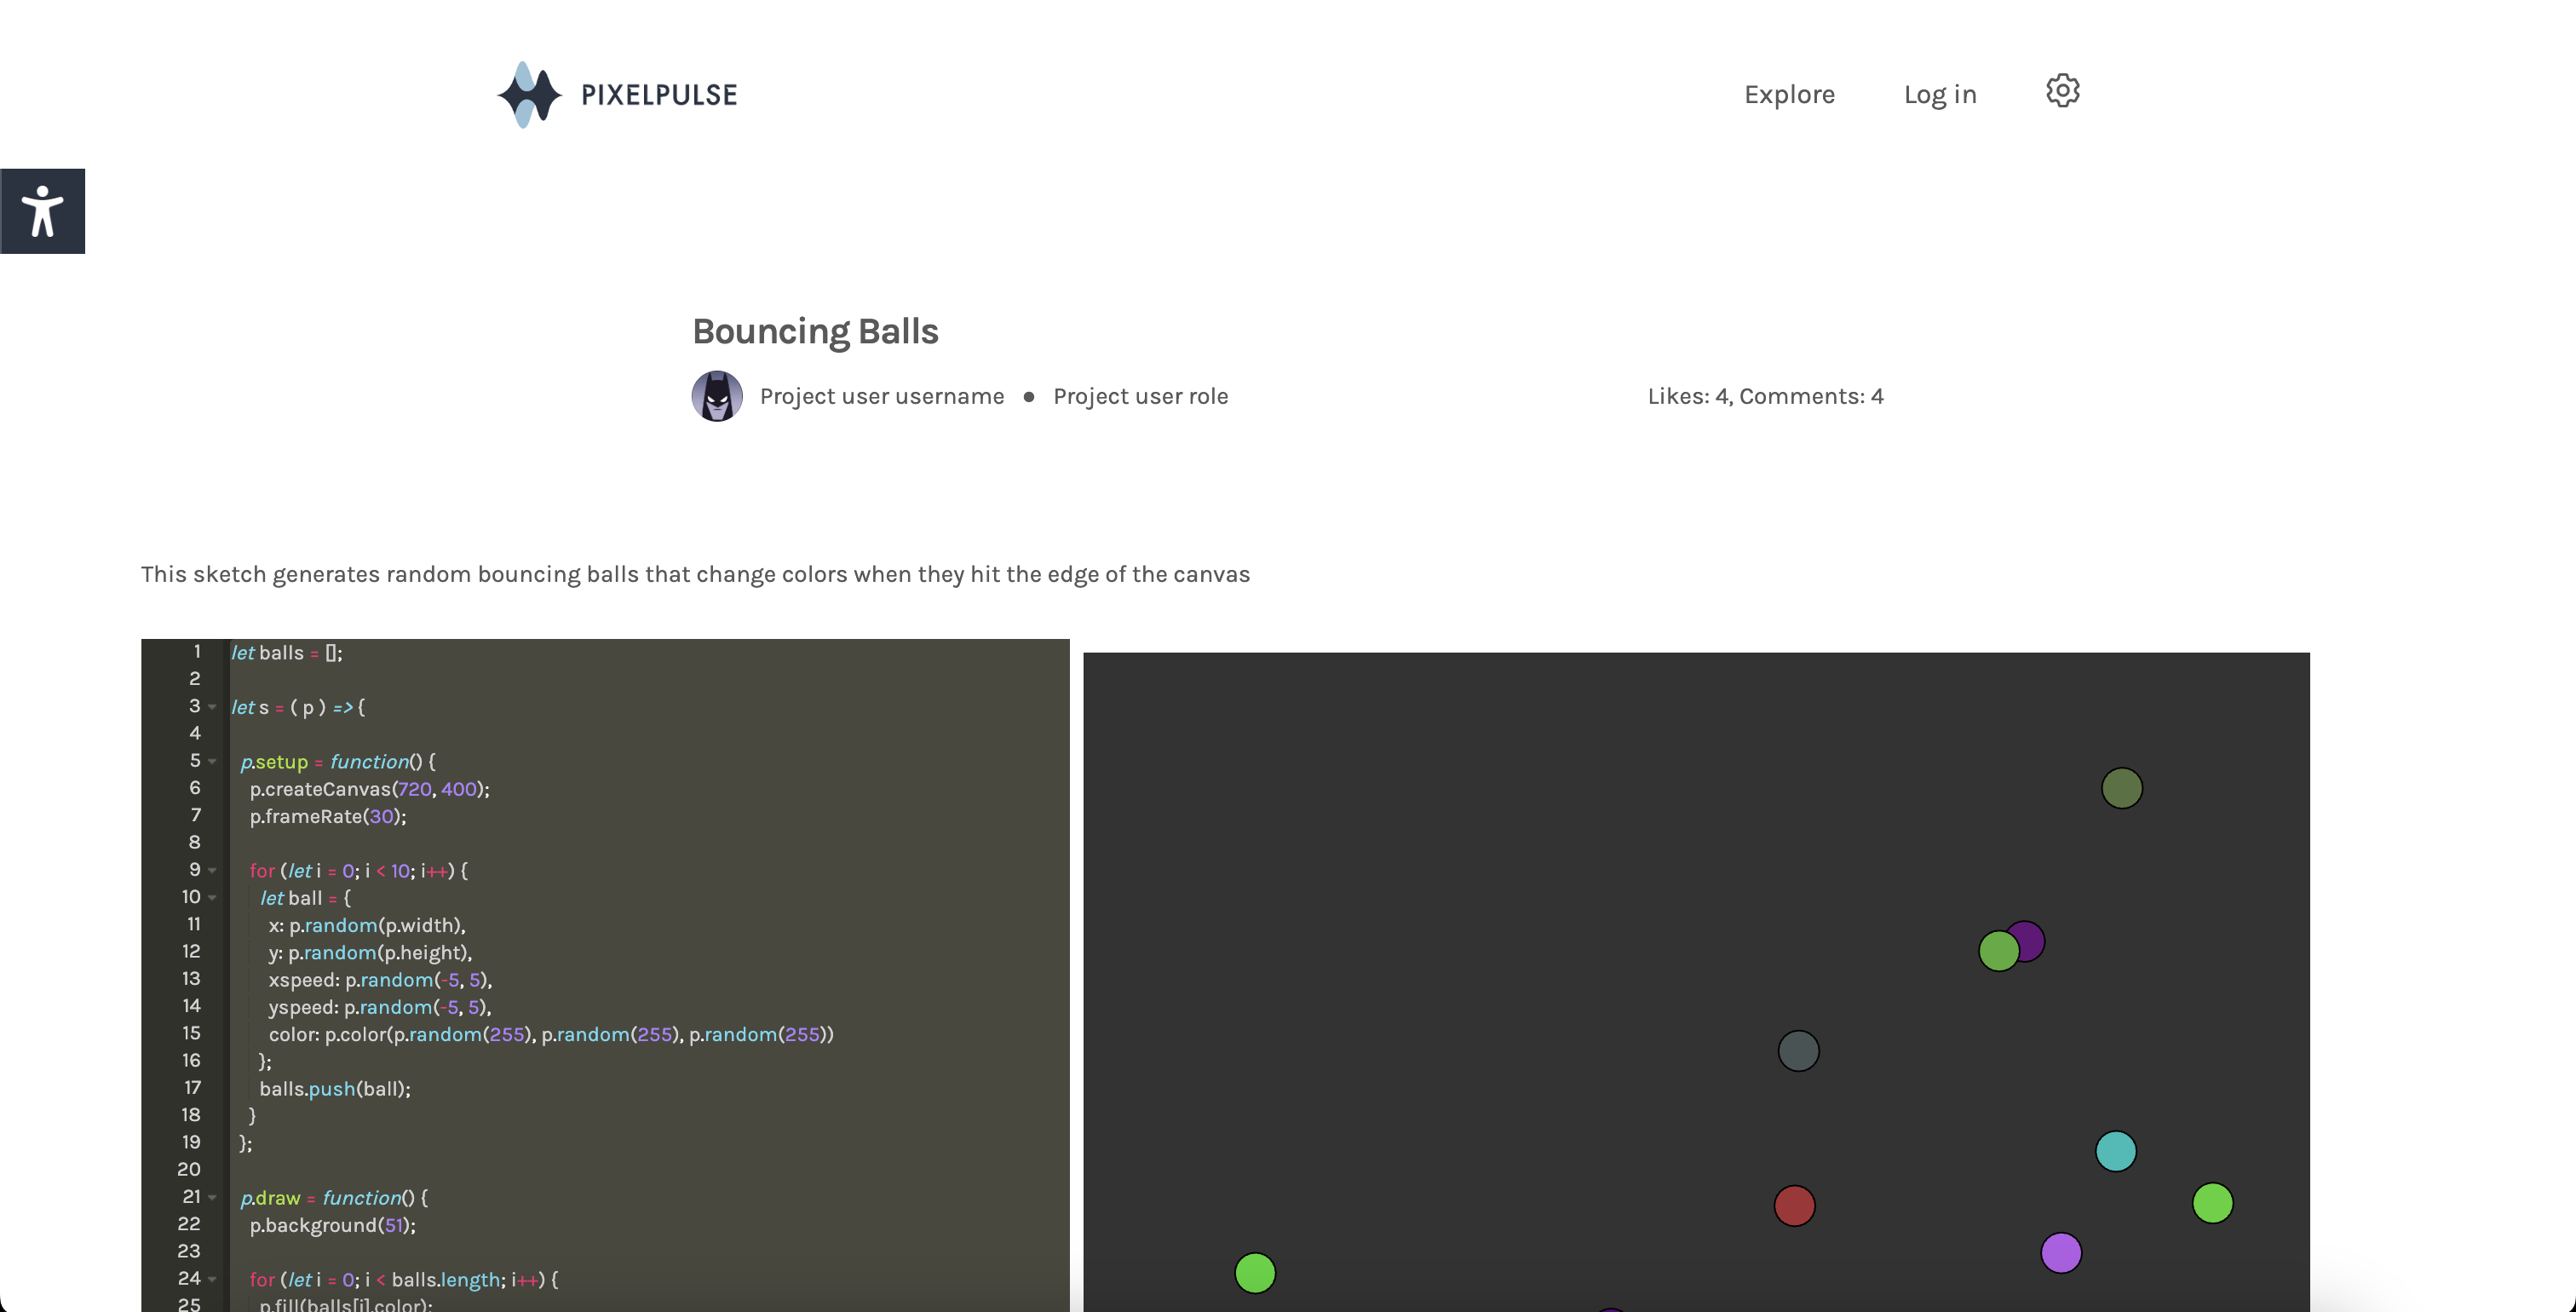 PIXELPULSE
Explore
Log in
Bouncing Balls
Project user username ● Project user role
Likes: 4, Comments: 4
This sketch generates random bouncing balls that change colors when they hit the edge of the canvas
1 let balls = [];
2
3 let s = ( p ) => {
4
5 p.setup = function() {
6 p.createCanvas(720, 400);
7 p.frameRate(30);
8
9 for (let i = 0; i < 10; i++) {
10 let ball = {
11 x: p.random(p.width),
12 y: p.random(p.height),
13 xspeed: p.random(-5, 5),
14 yspeed: p.random(-5, 5),
15 color: p.color(p.random(255), p.random(255), p.random(255))
16 };
17 balls.push(ball);
18 }
19 };
20
21 p.draw = function() {
22 p.background(51);
23
24 for (let i = 0; i < balls.length; i++) {
25 p.fill(balls[i].color);